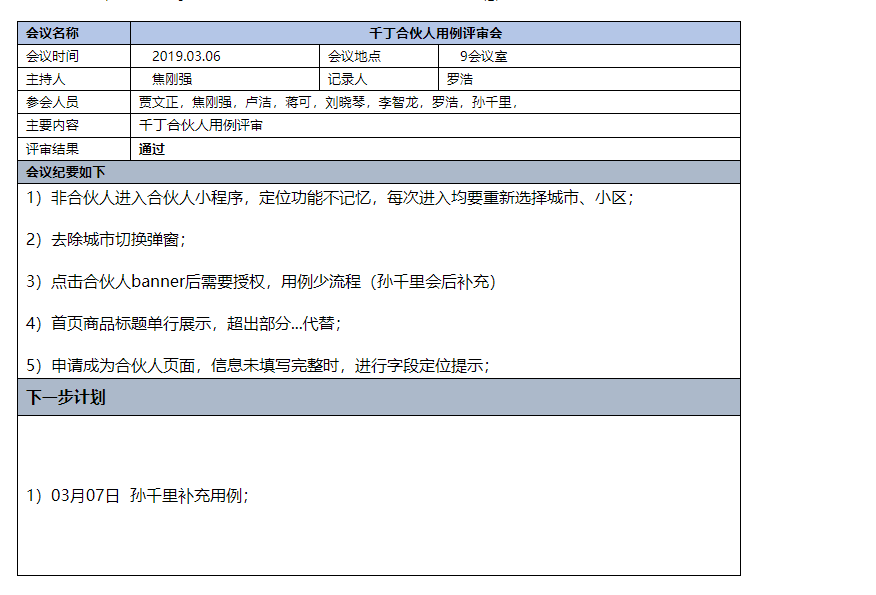 会议名称 千丁合伙人用例评审会
会议时间 2019.03.06 会议地点 9会议室
主持人 焦刚强 记录人 罗浩
参会人员 贾文正，焦刚强，卢洁，蒋可，刘晓琴，李智龙，罗浩，孙千里，
主要内容 千丁合伙人用例评审
评审结果 通过
会议纪要如下
1）非合伙人进入合伙人小程序，定位功能不记忆，每次进入均要重新选择城市、小区；
2）去除城市切换弹窗；
3）点击合伙人banner后需要授权，用例少流程（孙千里会后补充）
4）首页商品标题单行展示，超出部分...代替；
5）申请成为合伙人页面，信息未填写完整时，进行字段定位提示；
下一步计划
1）03月07日 孙千里补充用例；